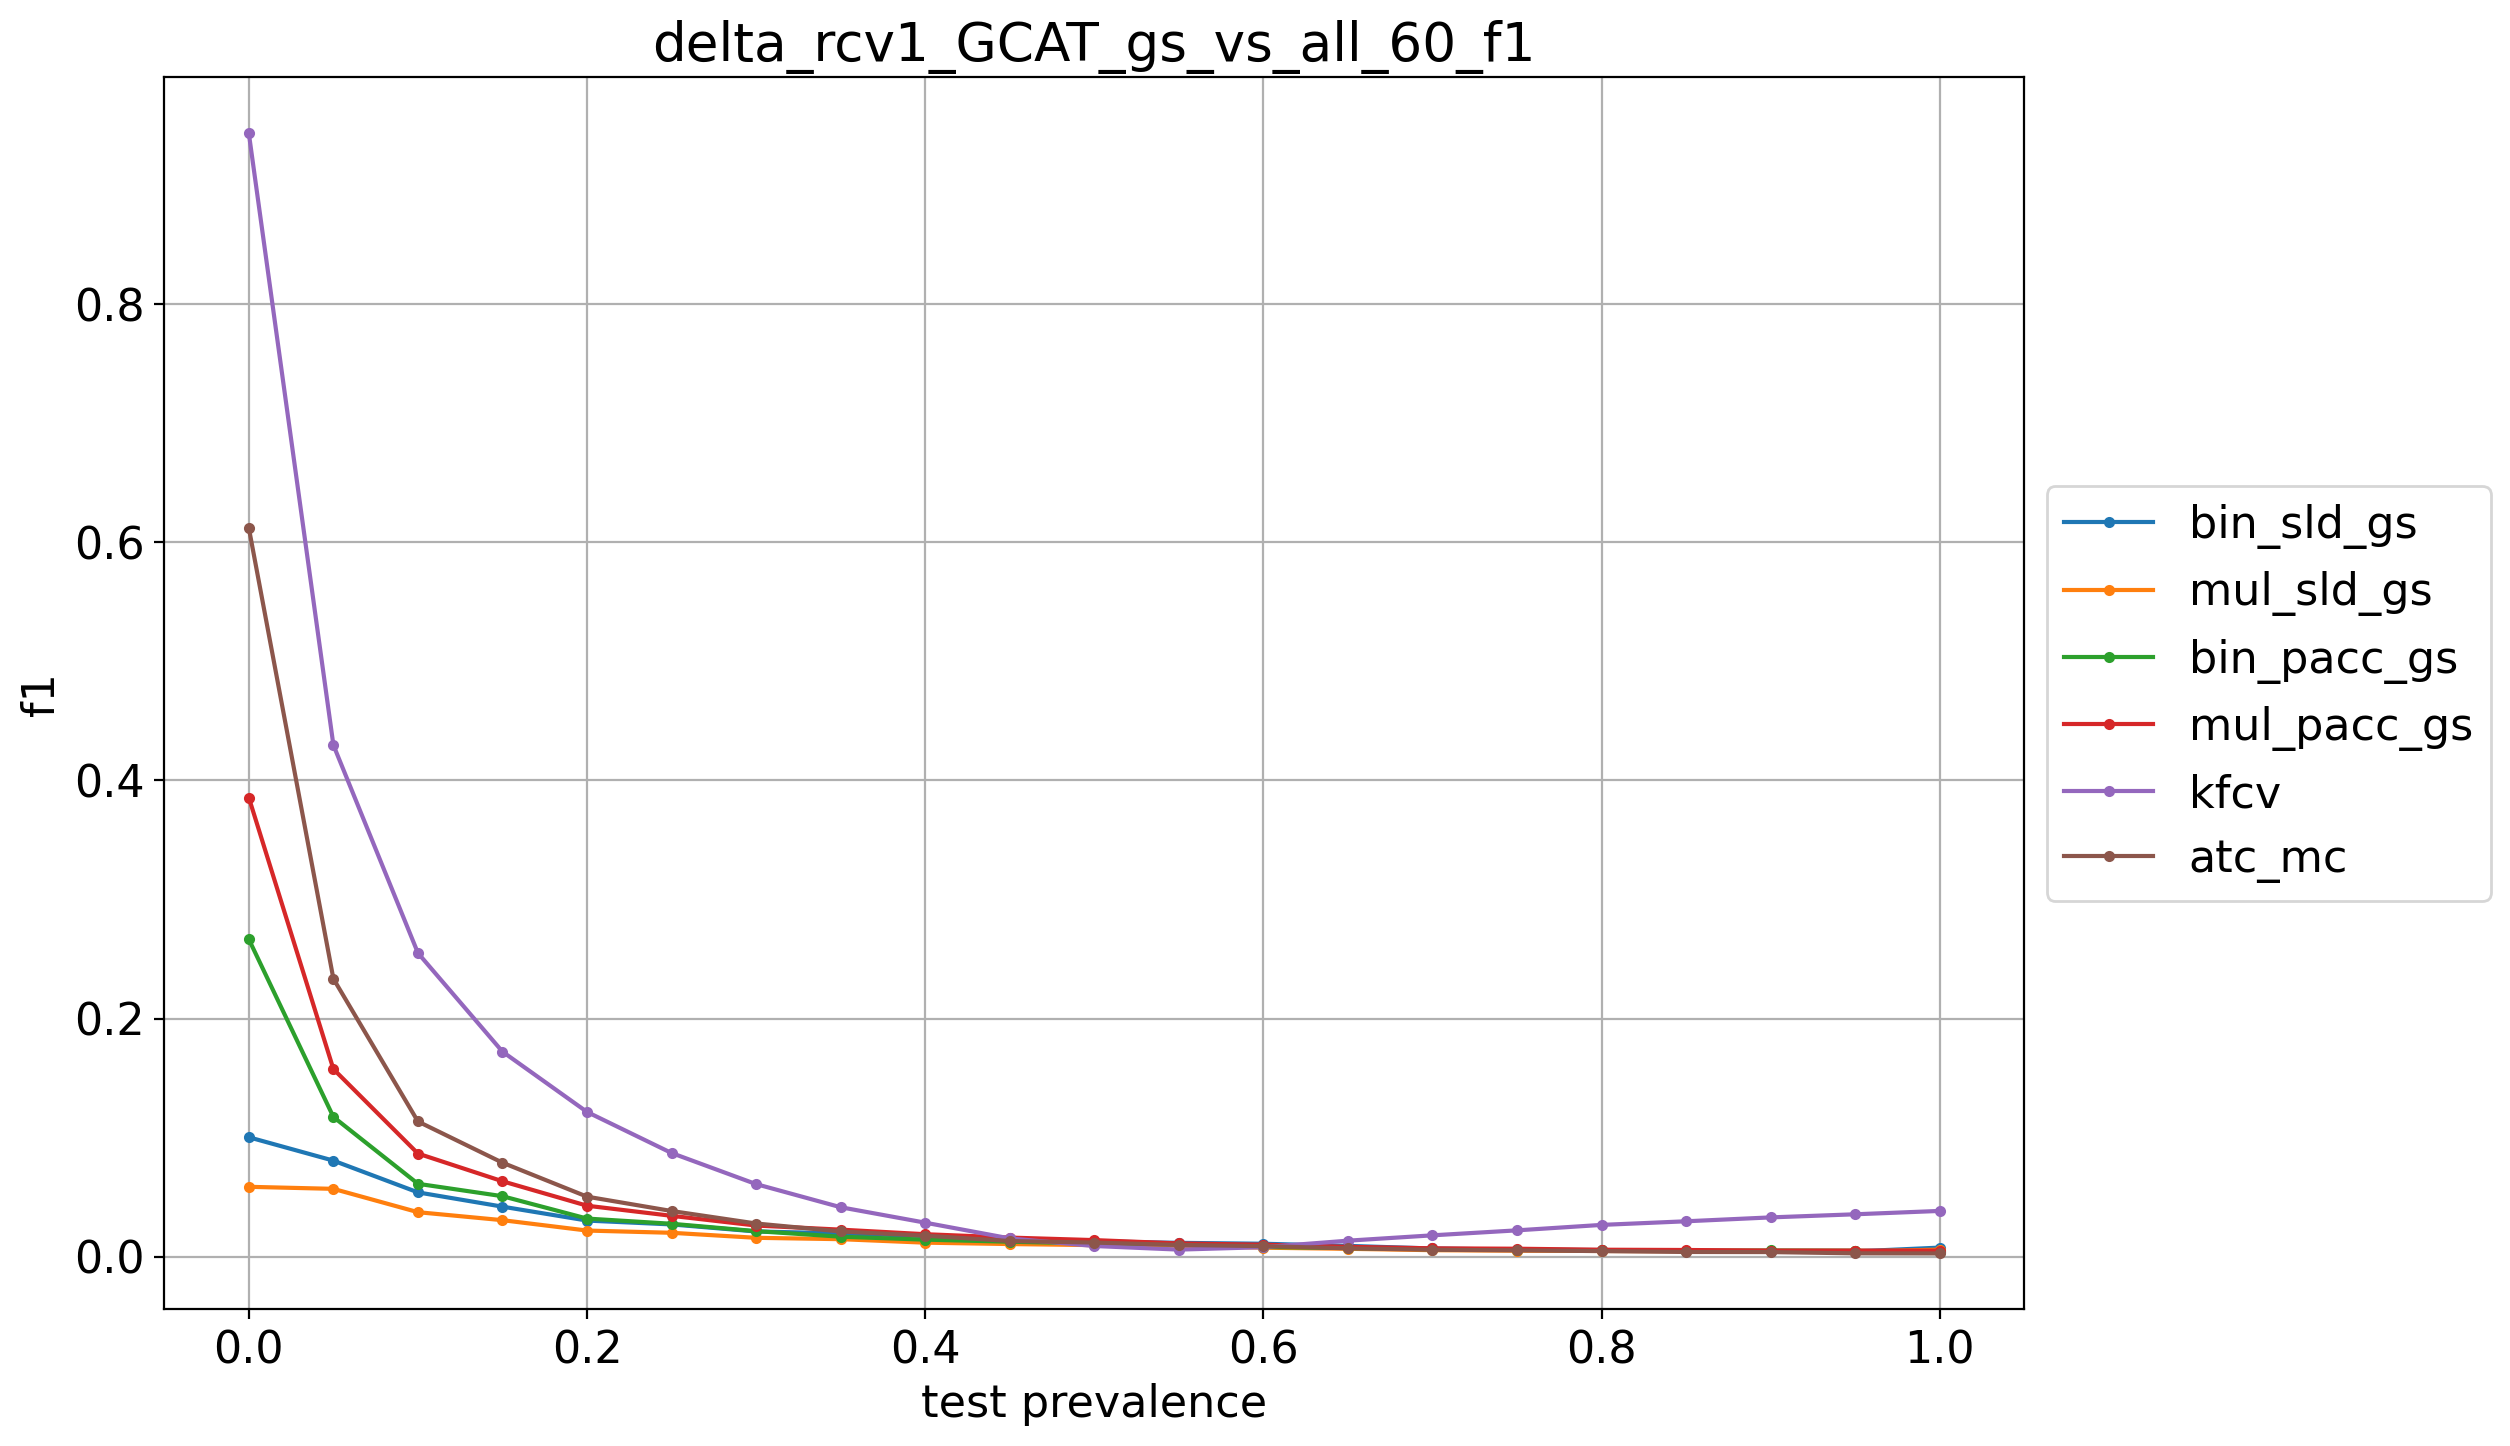 delta_rcv1_GCAT_gs_vs_all_60_f1
f1
0.8
0.6
0.4
0.2
0.0
0.0 0.2 0.4 0.6 0.8 1.0
test prevalence
bin_sld_gs
mul_sld_gs
bin_pacc_gs
mul_pacc_gs
kfcv
atc_mc